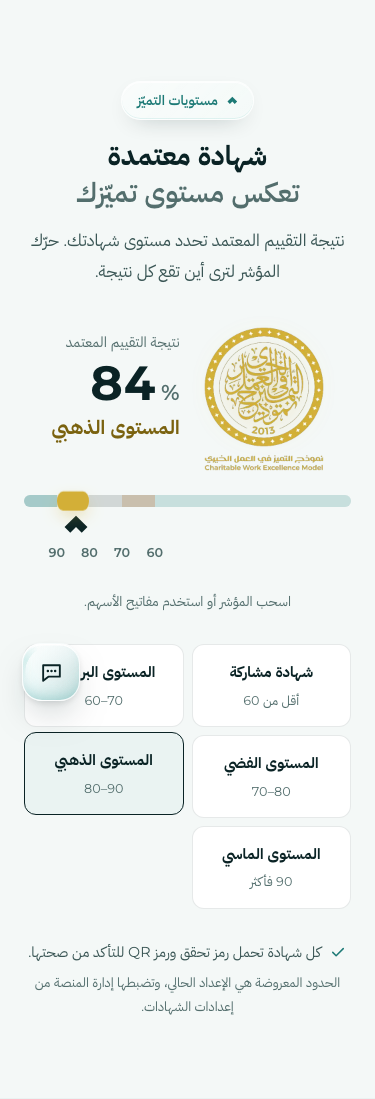 مستويات التميّز
شهادة معتمدة
تعكس مستوى تميّزك
نتيجة التقييم المعتمد تحدد مستوى شهادتك. حرّك
المؤشر لترى أين تقع كل نتيجة.
2013
نموذج التميز في العمل الخيري
Charitable Work Excellence Model
نتيجة التقييم المعتمد
84 %
المستوى الذهبي
90 80 70 60
اسحب المؤشر أو استخدم مفاتيح الأسهم.
شهادة مشاركة
أقل من 60
المستوى
60–70
المستوى الفضي
70–80
المستوى الذهبي
80–90
المستوى الماسي
90 فأكثر
كل شهادة تحمل رمز تحقق ورمز QR للتأكد من صحتها.
الحدود المعروضة هي الإعداد الحالي، وتضبطها إدارة المنصة من
إعدادات الشهادات.